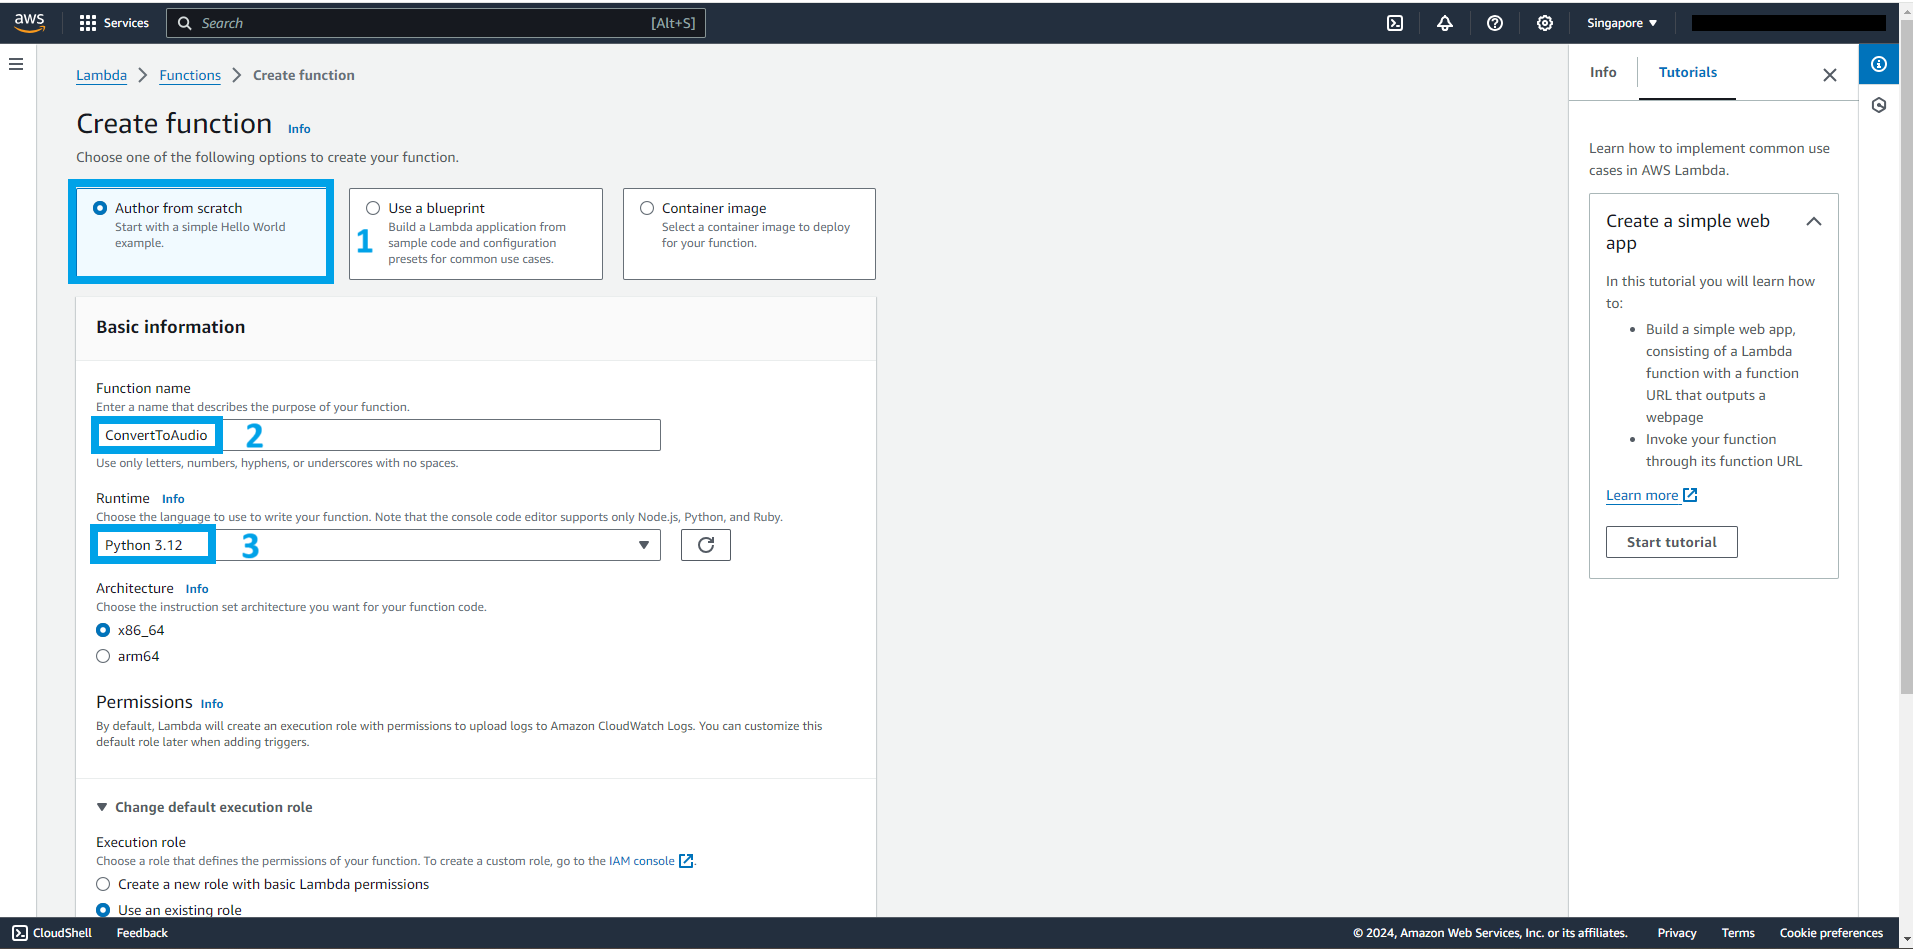 aws
Services
Search
[Alt+S]
Singapore
Lambda
Functions
Create function
Create function Info
Choose one of the following options to create your function.
Author from scratch
Start with a simple Hello World
example.
1
Use a blueprint
Build a Lambda application from
sample code and configuration
presets for common use cases.
Container image
Select a container image to deploy
for your function.
Basic information
Function name
Enter a name that describes the purpose of your function.
ConvertToAudio 2
Use only letters, numbers, hyphens, or underscores with no spaces.
Runtime Info
Choose the language to use to write your function. Note that the console code editor supports only Node.js, Python, and Ruby.
Python 3.12 3
Architecture Info
Choose the instruction set architecture you want for your function code.
x86_64
arm64
Permissions Info
By default, Lambda will create an execution role with permissions to upload logs to Amazon CloudWatch Logs. You can customize this
default role later when adding triggers.
Change default execution role
Execution role
Choose a role that defines the permissions of your function. To create a custom role, go to the IAM console.
Create a new role with basic Lambda permissions
Use an existing role
Info
Tutorials
Learn how to implement common use
cases in AWS Lambda.
Create a simple web
app
In this tutorial you will learn how
to:
• Build a simple web app,
consisting of a Lambda
function with a function
URL that outputs a
webpage
• Invoke your function
through its function URL
Learn more
Start tutorial
CloudShell
Feedback
© 2024, Amazon Web Services, Inc. or its affiliates.
Privacy
Terms
Cookie preferences